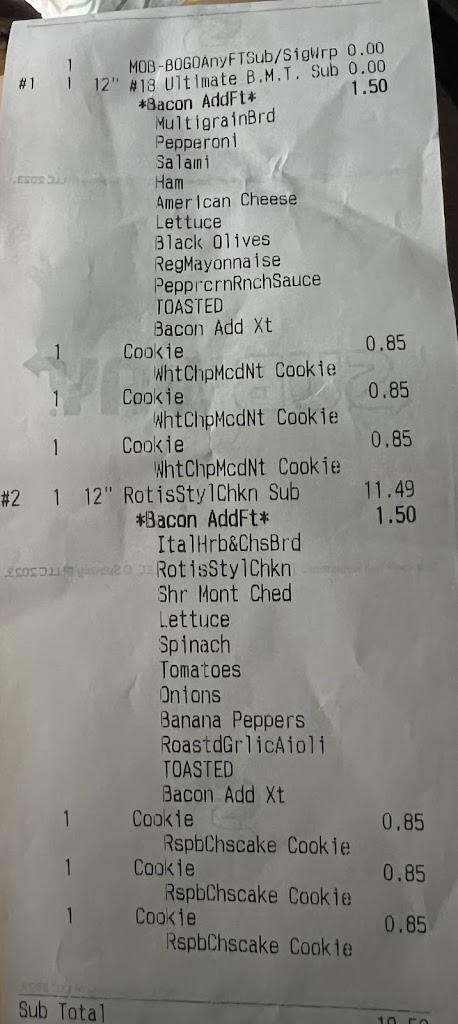 1 MOB-BOGOAnyFTSub/SigWrp 0.00
#1 1 12" #18 Ultimate B.M.T. Sub 0.00
*Bacon AddFt* 1.50
MultigrainBrd
Pepperoni
Salami
Ham
American Cheese
Lettuce
Black Olives
RegMayonnaise
PepprcrnRnchSauce
TOASTED
Bacon Add Xt
1 Cookie 0.85
WhtChpMcdNt Cookie
1 Cookie 0.85
WhtChpMcdNt Cookie
1 Cookie 0.85
WhtChpMcdNt Cookie
#2 1 12" RotisStylChkn Sub 11.49
*Bacon AddFt* 1.50
ItalHrb&ChsBrd
RotisStylChkn
Shr Mont Ched
Lettuce
Spinach
Tomatoes
Onions
Banana Peppers
RoastdGrlicAioli
TOASTED
Bacon Add Xt
1 Cookie 0.85
RspbChscake Cookie
1 Cookie 0.85
RspbChscake Cookie
1 Cookie 0.85
RspbChscake Cookie
Sub Total